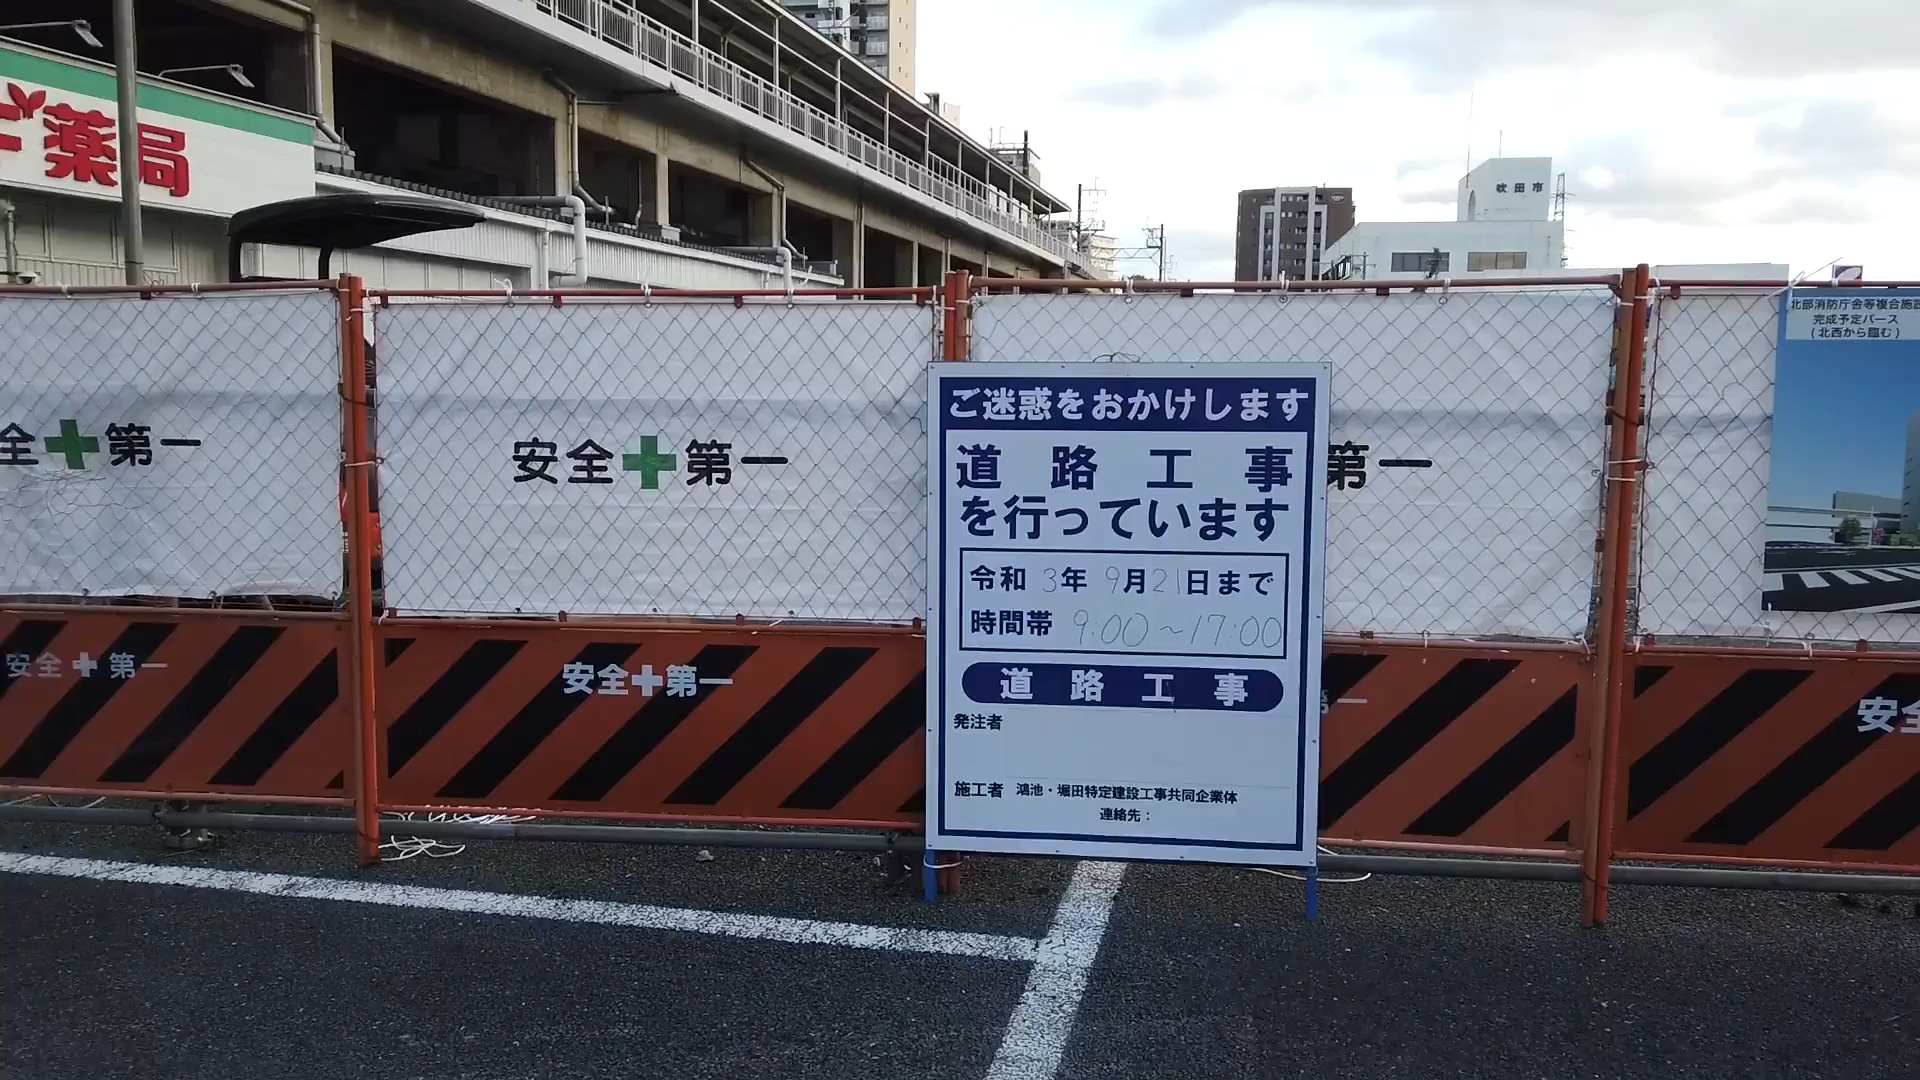 薬局
吹田市
北部消防庁舎等複合施設
完成予定パース
(北西から臨む)
全+第一
安全+第一
第一
ご迷惑をおかけします
道路工事
を行っています
令和 3年 9月21日まで
時間帯 9:00～17:00
道路工事
発注者
施工者 鴻池・堀田特定建設工事共同企業体
連絡先：
安全+第一
安全+第一
第一
安全